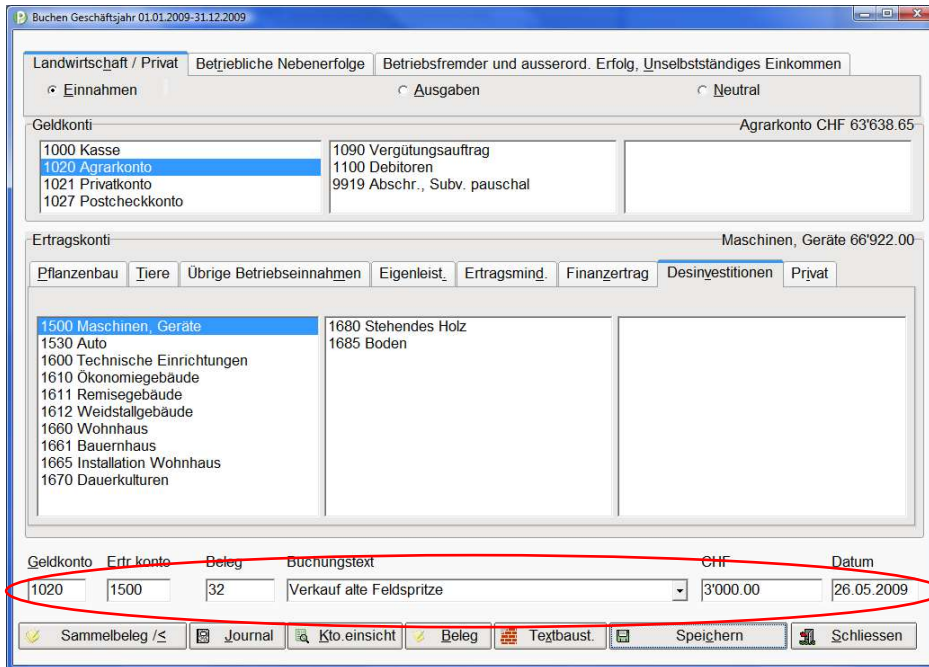 Buchen Geschäftsjahr 01.01.2009-31.12.2009
Landwirtschaft / Privat Betriebliche Nebenerfolge Betriebsfremder und ausserord. Erfolg, Unselbstständiges Einkommen
Einnahmen Ausgaben Neutral
Geldkonti Agrarkonto CHF 63'638.65
1000 Kasse 1090 Vergütungsauftrag
1020 Agrarkonto 1100 Debitoren
1021 Privatkonto 9919 Abschr., Subv. pauschal
1027 Postcheckkonto
Ertragskonti Maschinen, Geräte 66'922.00
Pflanzenbau Tiere Übrige Betriebseinnahmen Eigenleist. Ertragsmind. Finanzertrag Desinvestitionen Privat
1500 Maschinen, Geräte 1680 Stehendes Holz
1530 Auto 1685 Boden
1600 Technische Einrichtungen
1610 Ökonomiegebäude
1611 Remisegebäude
1612 Weidstallgebäude
1660 Wohnhaus
1661 Bauernhaus
1665 Installation Wohnhaus
1670 Dauerkulturen
Geldkonto Ertr.konto Beleg Buchungstext CHF Datum
1020 1500 32 Verkauf alte Feldspritze 3'000.00 26.05.2009
Sammelbeleg /< Journal Kto.einsicht Beleg Textbaust. Speichern Schliessen